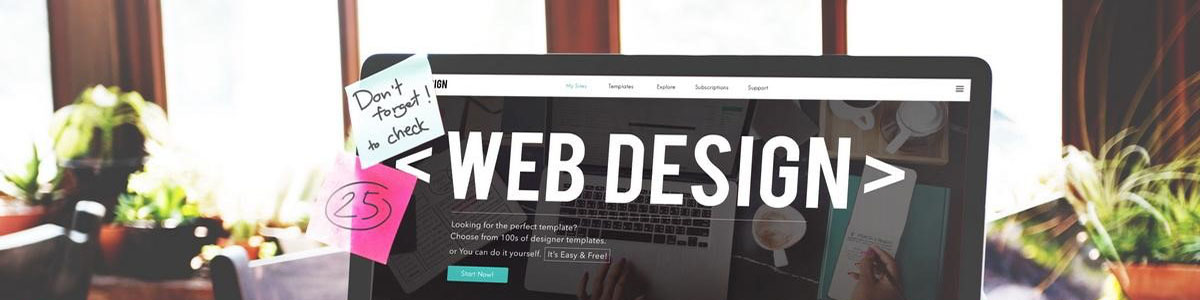 Don't
forget!
to check
25
IGN
My Sites Templates Explore Subscriptions Support
< WEB DESIGN >
Looking for the perfect template?
Choose from 100s of designer templates.
or You can do it yourself. It's Easy & Free!
Start Now!